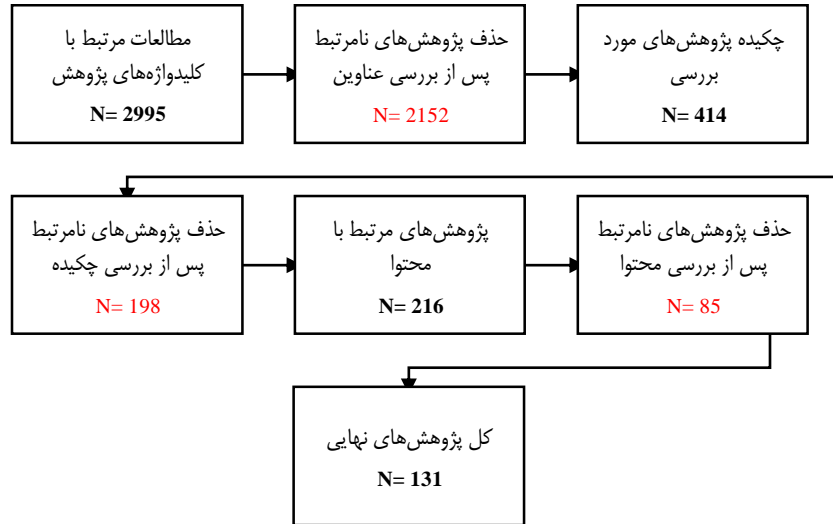 مطالعات مرتبط با
کلیدواژه‌های پژوهش
N= 2995
حذف پژوهش‌های نامرتبط
پس از بررسی عناوین
N= 2152
چکیده پژوهش‌های مورد
بررسی
N= 414
حذف پژوهش‌های نامرتبط
پس از بررسی چکیده
N= 198
پژوهش‌های مرتبط با
محتوا
N= 216
حذف پژوهش‌های نامرتبط
پس از بررسی محتوا
N= 85
کل پژوهش‌های نهایی
N= 131